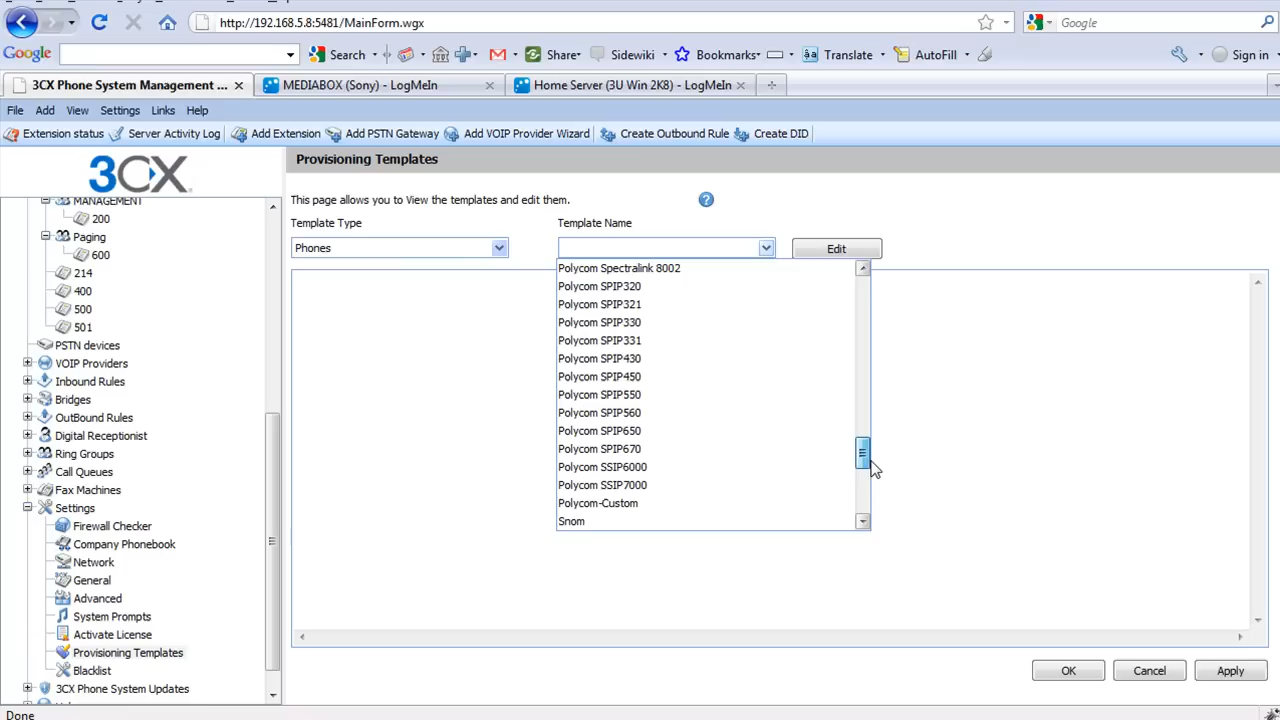 http://192.168.5.8:5481/MainForm.wgx
Google
Google
Search
Share
Sidewiki
Bookmarks
Translate
AutoFill
Sign in
3CX Phone System Management ...
MEDIABOX (Sony) - LogMeIn
Home Server (3U Win 2K8) - LogMeIn
File Add View Settings Links Help
Extension status
Server Activity Log
Add Extension
Add PSTN Gateway
Add VOIP Provider Wizard
Create Outbound Rule
Create DID
3CX
Provisioning Templates
This page allows you to View the templates and edit them.
Template Type
Template Name
Phones
Edit
MANAGEMENT
200
Paging
600
214
400
500
501
PSTN devices
VOIP Providers
Inbound Rules
Bridges
OutBound Rules
Digital Receptionist
Ring Groups
Call Queues
Fax Machines
Settings
Firewall Checker
Company Phonebook
Network
General
Advanced
System Prompts
Activate License
Provisioning Templates
Blacklist
3CX Phone System Updates
Polycom Spectralink 8002
Polycom SPIP320
Polycom SPIP321
Polycom SPIP330
Polycom SPIP331
Polycom SPIP430
Polycom SPIP450
Polycom SPIP550
Polycom SPIP560
Polycom SPIP650
Polycom SPIP670
Polycom SSIP6000
Polycom SSIP7000
Polycom-Custom
Snom
OK
Cancel
Apply
Done